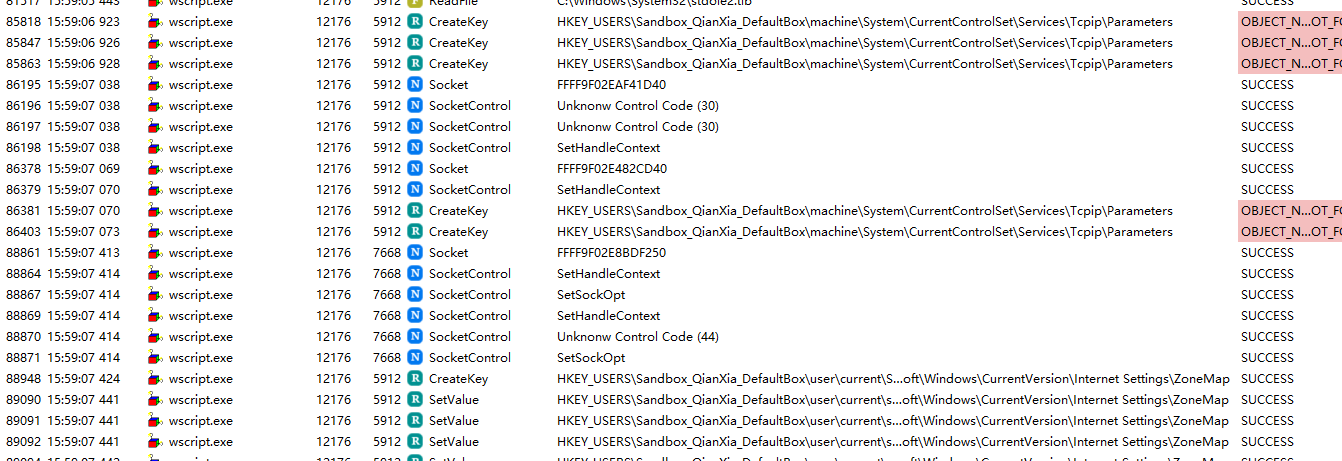 81517 15:59:05 443 wscript.exe 12176 5912 ReadFile C:\Windows\System32\stdole2.tlb SUCCESS
85818 15:59:06 923 wscript.exe 12176 5912 R CreateKey HKEY_USERS\Sandbox_QianXia_DefaultBox\machine\System\CurrentControlSet\Services\Tcpip\Parameters OBJECT_N...OT_FO
85847 15:59:06 926 wscript.exe 12176 5912 R CreateKey HKEY_USERS\Sandbox_QianXia_DefaultBox\machine\System\CurrentControlSet\Services\Tcpip\Parameters OBJECT_N...OT_FO
85863 15:59:06 928 wscript.exe 12176 5912 R CreateKey HKEY_USERS\Sandbox_QianXia_DefaultBox\machine\System\CurrentControlSet\Services\Tcpip\Parameters OBJECT_N...OT_FO
86195 15:59:07 038 wscript.exe 12176 5912 N Socket FFFF9F02EAF41D40 SUCCESS
86196 15:59:07 038 wscript.exe 12176 5912 N SocketControl Unknonw Control Code (30) SUCCESS
86197 15:59:07 038 wscript.exe 12176 5912 N SocketControl Unknonw Control Code (30) SUCCESS
86198 15:59:07 038 wscript.exe 12176 5912 N SocketControl SetHandleContext SUCCESS
86378 15:59:07 069 wscript.exe 12176 5912 N Socket FFFF9F02E482CD40 SUCCESS
86379 15:59:07 070 wscript.exe 12176 5912 N SocketControl SetHandleContext SUCCESS
86381 15:59:07 070 wscript.exe 12176 5912 R CreateKey HKEY_USERS\Sandbox_QianXia_DefaultBox\machine\System\CurrentControlSet\Services\Tcpip\Parameters OBJECT_N...OT_FO
86403 15:59:07 073 wscript.exe 12176 5912 R CreateKey HKEY_USERS\Sandbox_QianXia_DefaultBox\machine\System\CurrentControlSet\Services\Tcpip\Parameters OBJECT_N...OT_FO
88861 15:59:07 413 wscript.exe 12176 7668 N Socket FFFF9F02E8BDF250 SUCCESS
88864 15:59:07 414 wscript.exe 12176 7668 N SocketControl SetHandleContext SUCCESS
88867 15:59:07 414 wscript.exe 12176 7668 N SocketControl SetSockOpt SUCCESS
88869 15:59:07 414 wscript.exe 12176 7668 N SocketControl SetHandleContext SUCCESS
88870 15:59:07 414 wscript.exe 12176 7668 N SocketControl Unknonw Control Code (44) SUCCESS
88871 15:59:07 414 wscript.exe 12176 7668 N SocketControl SetSockOpt SUCCESS
88948 15:59:07 424 wscript.exe 12176 5912 R CreateKey HKEY_USERS\Sandbox_QianXia_DefaultBox\user\current\S...oft\Windows\CurrentVersion\Internet Settings\ZoneMap SUCCESS
89090 15:59:07 441 wscript.exe 12176 5912 R SetValue HKEY_USERS\Sandbox_QianXia_DefaultBox\user\current\s...oft\Windows\CurrentVersion\Internet Settings\ZoneMap SUCCESS
89091 15:59:07 441 wscript.exe 12176 5912 R SetValue HKEY_USERS\Sandbox_QianXia_DefaultBox\user\current\s...oft\Windows\CurrentVersion\Internet Settings\ZoneMap SUCCESS
89092 15:59:07 441 wscript.exe 12176 5912 R SetValue HKEY_USERS\Sandbox_QianXia_DefaultBox\user\current\s...oft\Windows\CurrentVersion\Internet Settings\ZoneMap SUCCESS